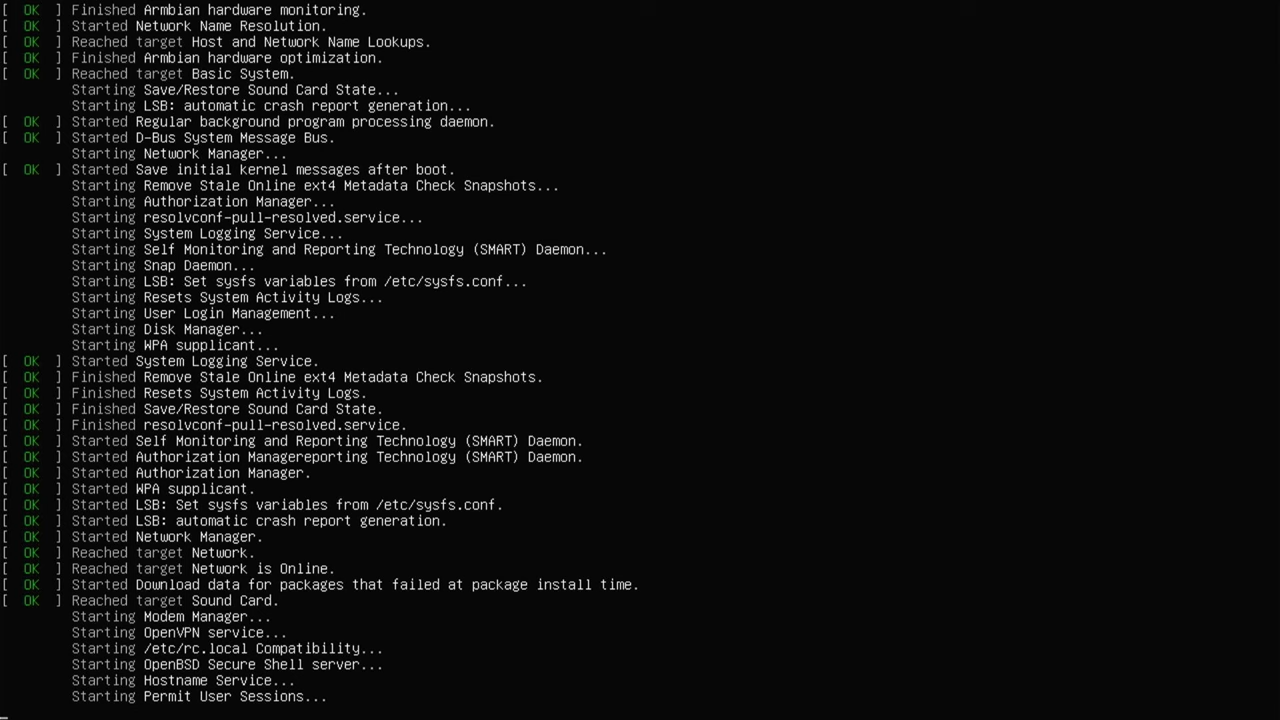 [  OK  ] Finished Armbian hardware monitoring.
[  OK  ] Started Network Name Resolution.
[  OK  ] Reached target Host and Network Name Lookups.
[  OK  ] Finished Armbian hardware optimization.
[  OK  ] Reached target Basic System.
         Starting Save/Restore Sound Card State...
         Starting LSB: automatic crash report generation...
[  OK  ] Started Regular background program processing daemon.
[  OK  ] Started D-Bus System Message Bus.
         Starting Network Manager...
[  OK  ] Started Save initial kernel messages after boot.
         Starting Remove Stale Online ext4 Metadata Check Snapshots...
         Starting Authorization Manager...
         Starting resolvconf-pull-resolved.service...
         Starting System Logging Service...
         Starting Self Monitoring and Reporting Technology (SMART) Daemon...
         Starting Snap Daemon...
         Starting LSB: Set sysfs variables from /etc/sysfs.conf...
         Starting Resets System Activity Logs...
         Starting User Login Management...
         Starting Disk Manager...
         Starting WPA supplicant...
[  OK  ] Started System Logging Service.
[  OK  ] Finished Remove Stale Online ext4 Metadata Check Snapshots.
[  OK  ] Finished Resets System Activity Logs.
[  OK  ] Finished Save/Restore Sound Card State.
[  OK  ] Finished resolvconf-pull-resolved.service.
[  OK  ] Started Self Monitoring and Reporting Technology (SMART) Daemon.
[  OK  ] Started Authorization Managereporting Technology (SMART) Daemon.
[  OK  ] Started Authorization Manager.
[  OK  ] Started WPA supplicant.
[  OK  ] Started LSB: Set sysfs variables from /etc/sysfs.conf.
[  OK  ] Started LSB: automatic crash report generation.
[  OK  ] Started Network Manager.
[  OK  ] Reached target Network.
[  OK  ] Reached target Network is Online.
[  OK  ] Started Download data for packages that failed at package install time.
[  OK  ] Reached target Sound Card.
         Starting Modem Manager...
         Starting OpenVPN service...
         Starting /etc/rc.local Compatibility...
         Starting OpenBSD Secure Shell server...
         Starting Hostname Service...
         Starting Permit User Sessions...